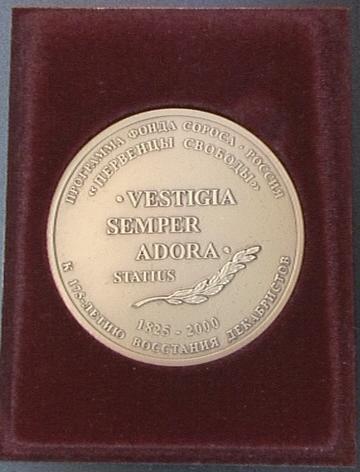 ПРОГРАММА ФОНДА СОРОСА · РОССИЯ
"ПЕРВЕНЦЫ СВОБОДЫ"
· VESTIGIA
SEMPER
ADORA ·
STATIUS
1825 - 2000
К 175-ЛЕТИЮ ВОССТАНИЯ ДЕКАБРИСТОВ